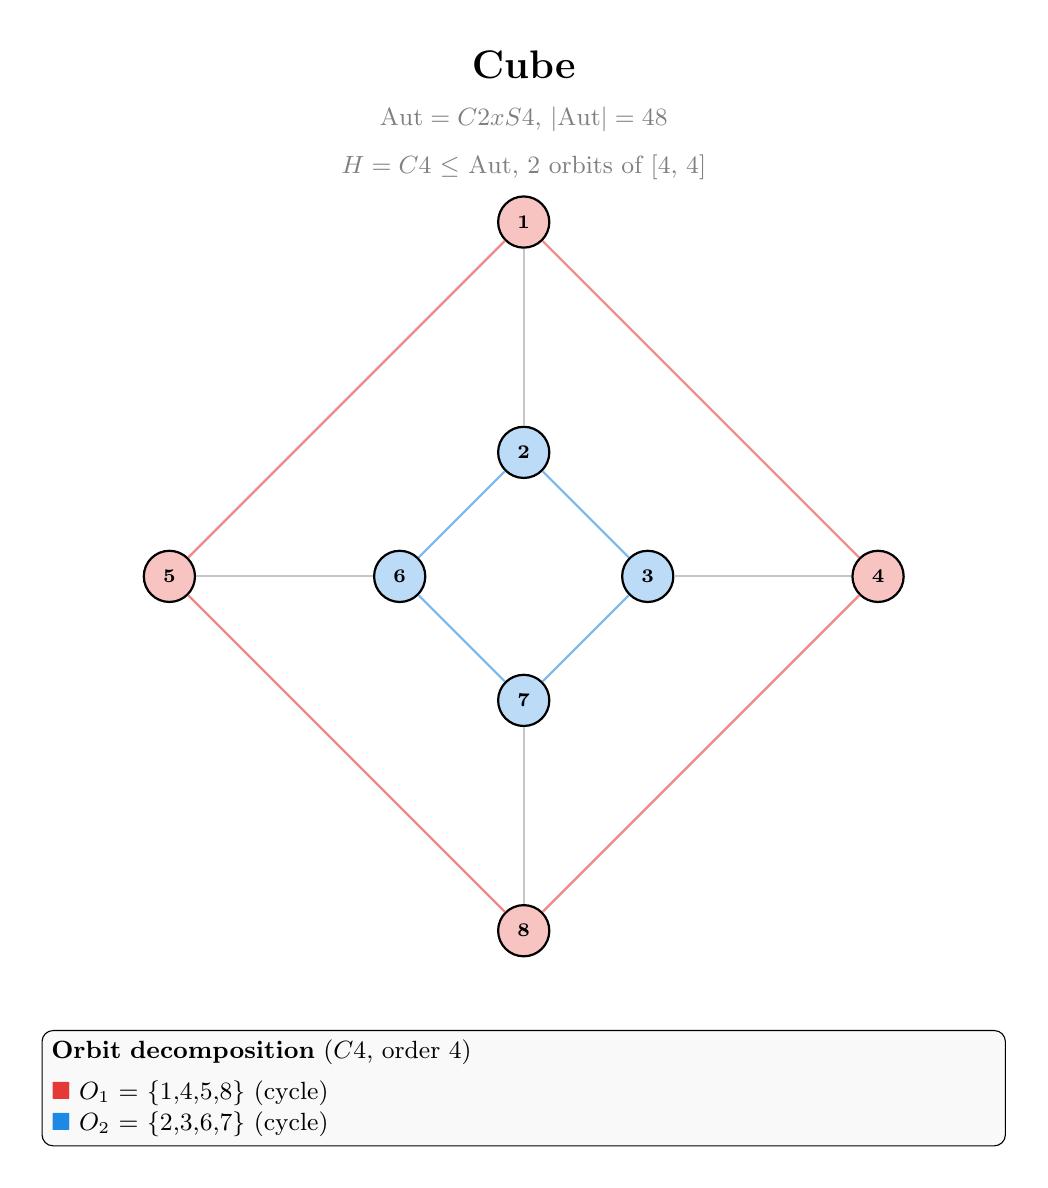 Cube
Aut = C2xS4, |Aut| = 48
H = C4 ≤ Aut, 2 orbits of [4, 4]
1
2
5
6
3
4
7
8
Orbit decomposition (C4, order 4)
O₁ = {1,4,5,8} (cycle)
O₂ = {2,3,6,7} (cycle)